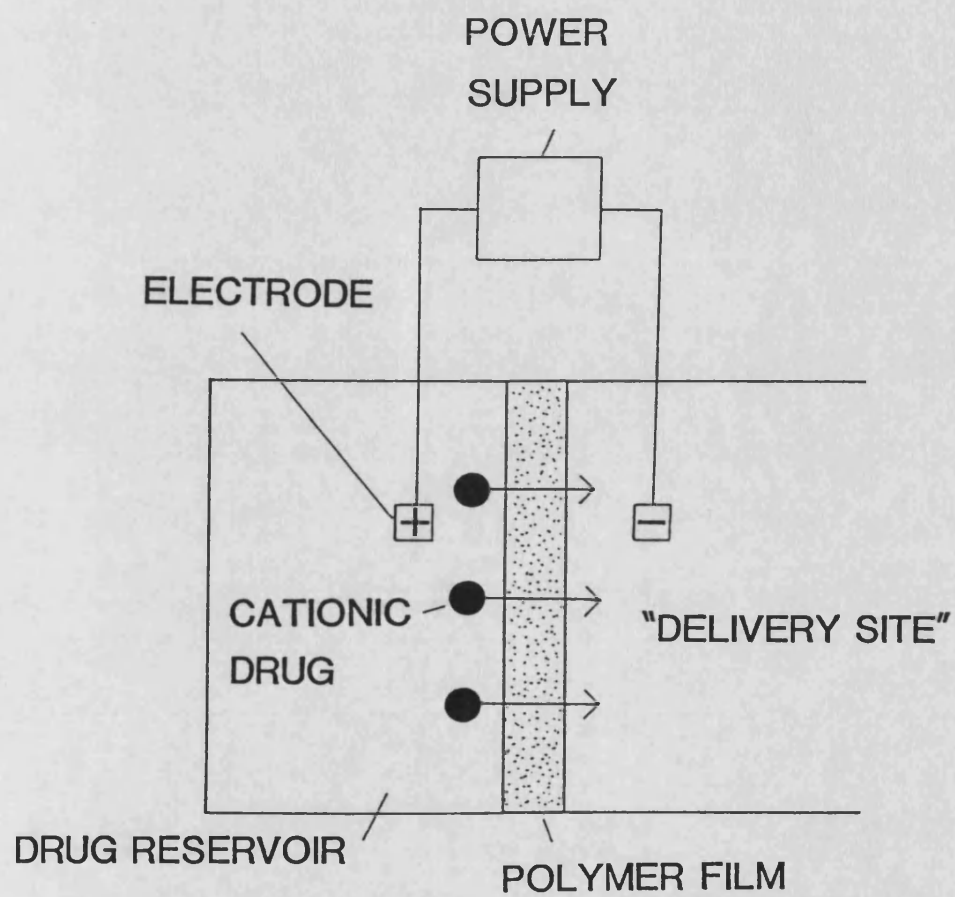 POWER
SUPPLY
ELECTRODE
+
−
CATIONIC
DRUG
"DELIVERY SITE"
DRUG RESERVOIR
POLYMER FILM